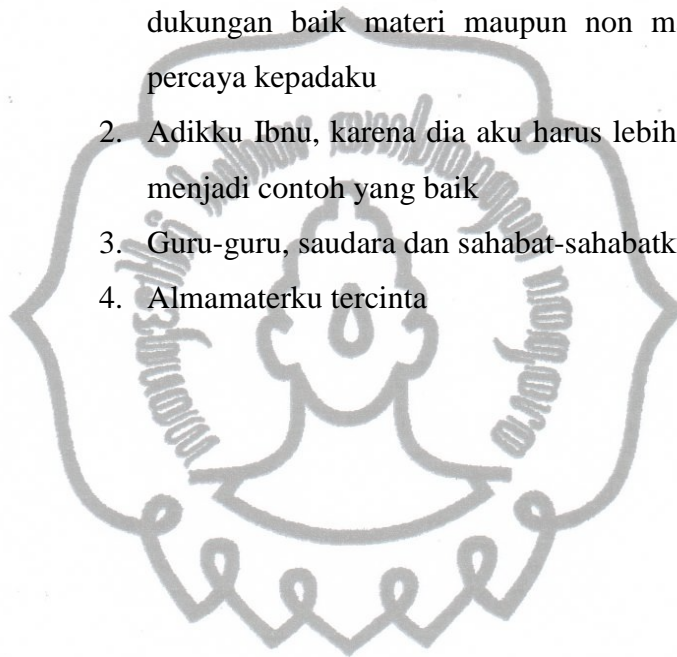 dukungan baik materi maupun non m
percaya kepadaku
2. Adikku Ibnu, karena dia aku harus lebih
menjadi contoh yang baik
3. Guru-guru, saudara dan sahabat-sahabatk
4. Almamaterku tercinta